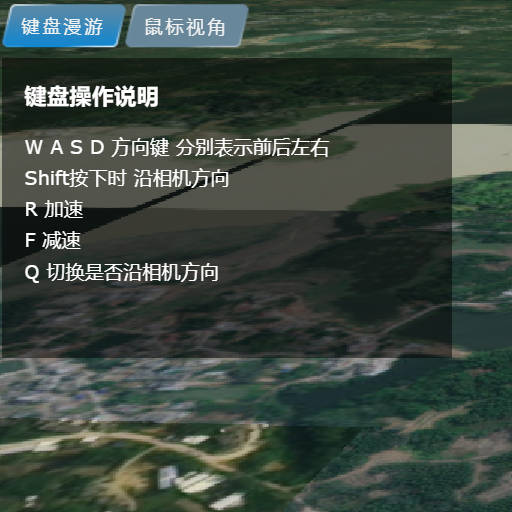 键盘漫游 鼠标视角
键盘操作说明
W A S D 方向键 分别表示前后左右
Shift按下时 沿相机方向
R 加速
F 减速
Q 切换是否沿相机方向